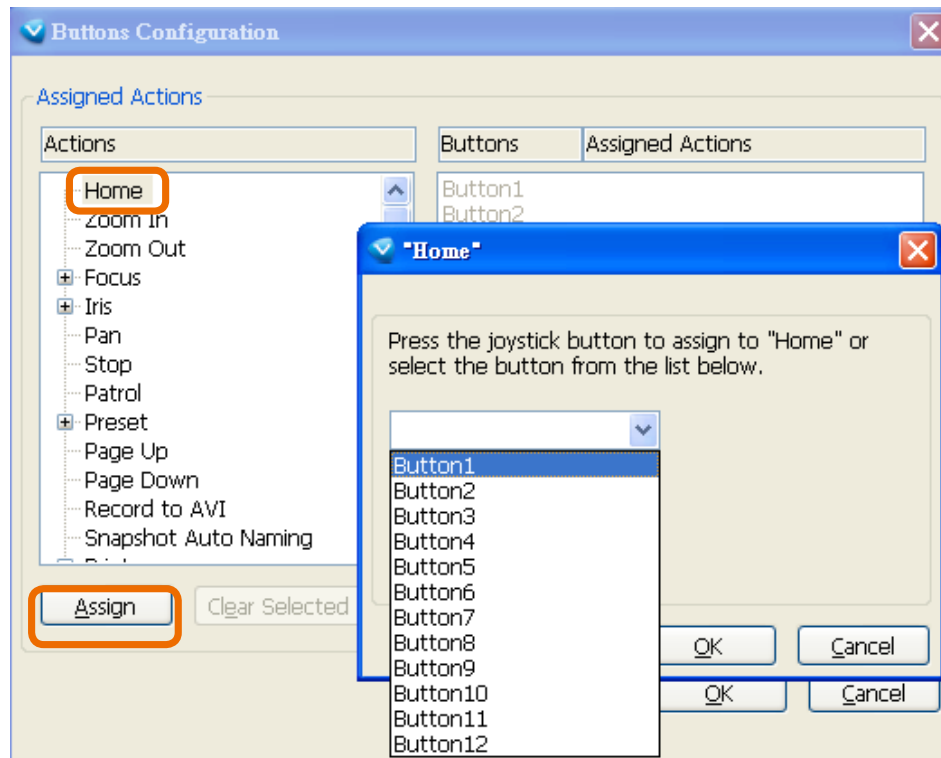 Buttons Configuration
Assigned Actions
Actions
Buttons
Assigned Actions
Home
Zoom In
Zoom Out
Focus
Iris
Pan
Stop
Patrol
Preset
Page Up
Page Down
Record to AVI
Snapshot Auto Naming
Button1
Button2
Assign
Clear Selected
"Home"
Press the joystick button to assign to "Home" or
select the button from the list below.
Button1
Button2
Button3
Button4
Button5
Button6
Button7
Button8
Button9
Button10
Button11
Button12
OK
Cancel
OK
Cancel